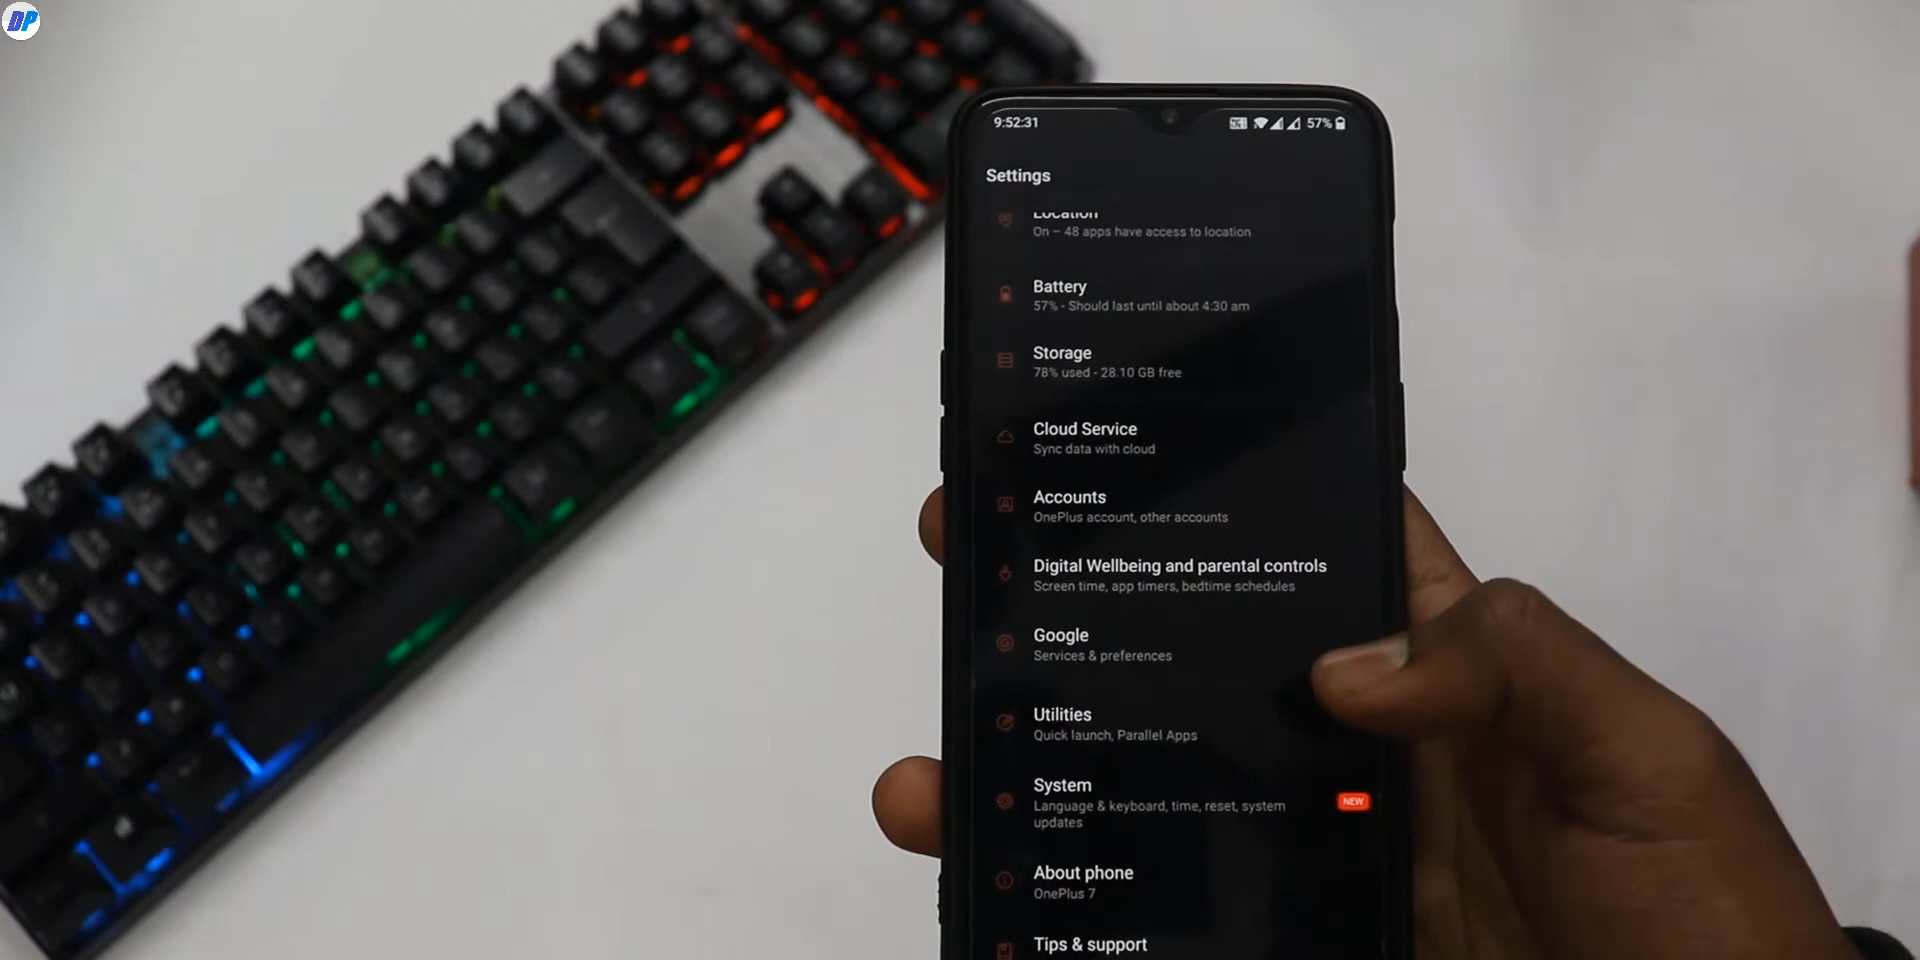 DP
9:52:31
57%
Settings
Location
On – 48 apps have access to location
Battery
57% - Should last until about 4:30 am
Storage
78% used - 28.10 GB free
Cloud Service
Sync data with cloud
Accounts
OnePlus account, other accounts
Digital Wellbeing and parental controls
Screen time, app timers, bedtime schedules
Google
Services & preferences
Utilities
Quick launch, Parallel Apps
System
Language & keyboard, time, reset, system
updates
NEW
About phone
OnePlus 7
Tips & support